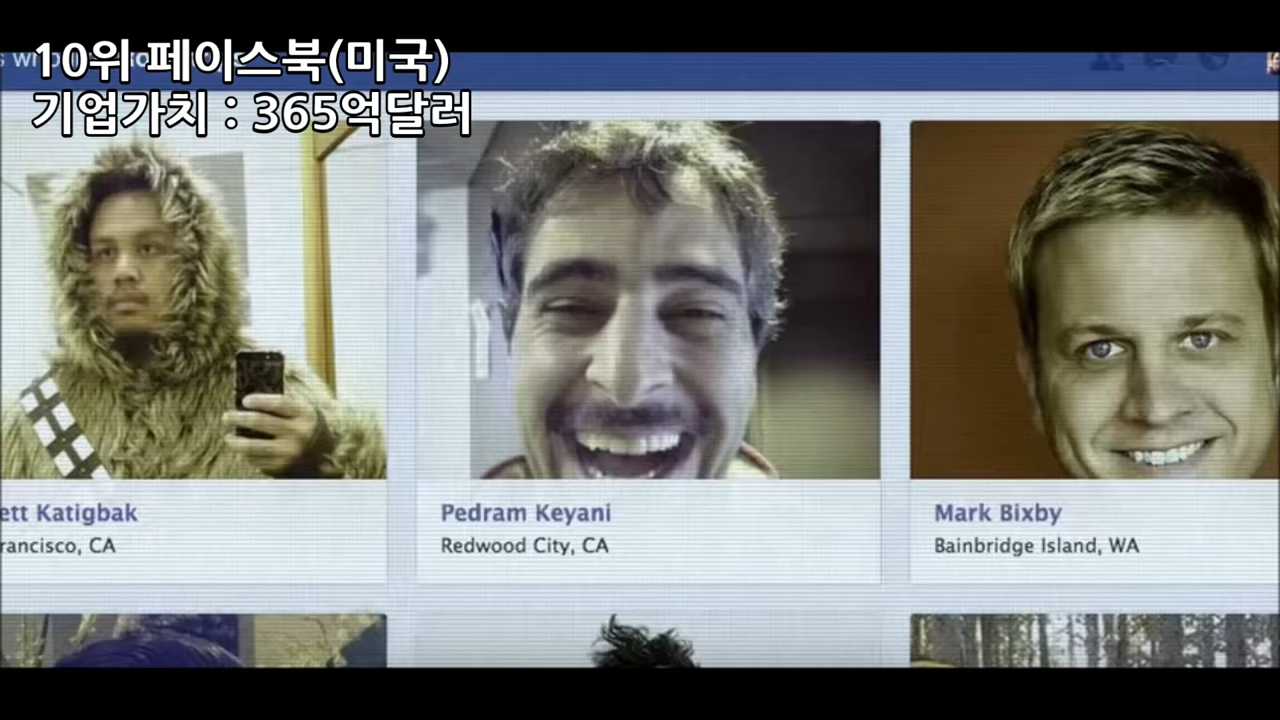 10위 페이스북(미국)
기업가치 : 365억달러
ett Katigbak
rancisco, CA
Pedram Keyani
Redwood City, CA
Mark Bixby
Bainbridge Island, WA